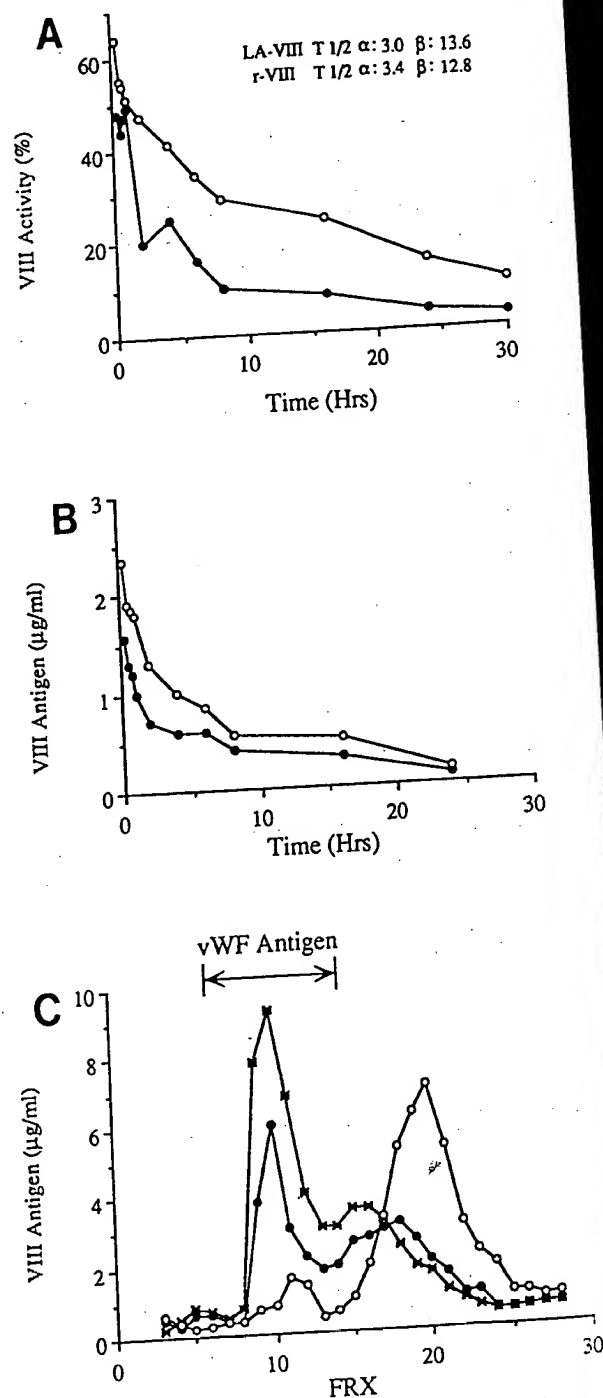 A
LA-VIII T 1/2 α: 3.0 β: 13.6
r-VIII T 1/2 α: 3.4 β: 12.8
60
40
20
0
VIII Activity (%)
0 10 20 30
Time (Hrs)
B
3
2
1
0
VIII Antigen (µg/ml)
0 10 20 30
Time (Hrs)
vWF Antigen
C
10
8
6
4
2
0
VIII Antigen (µg/ml)
0 10 20 30
FRX